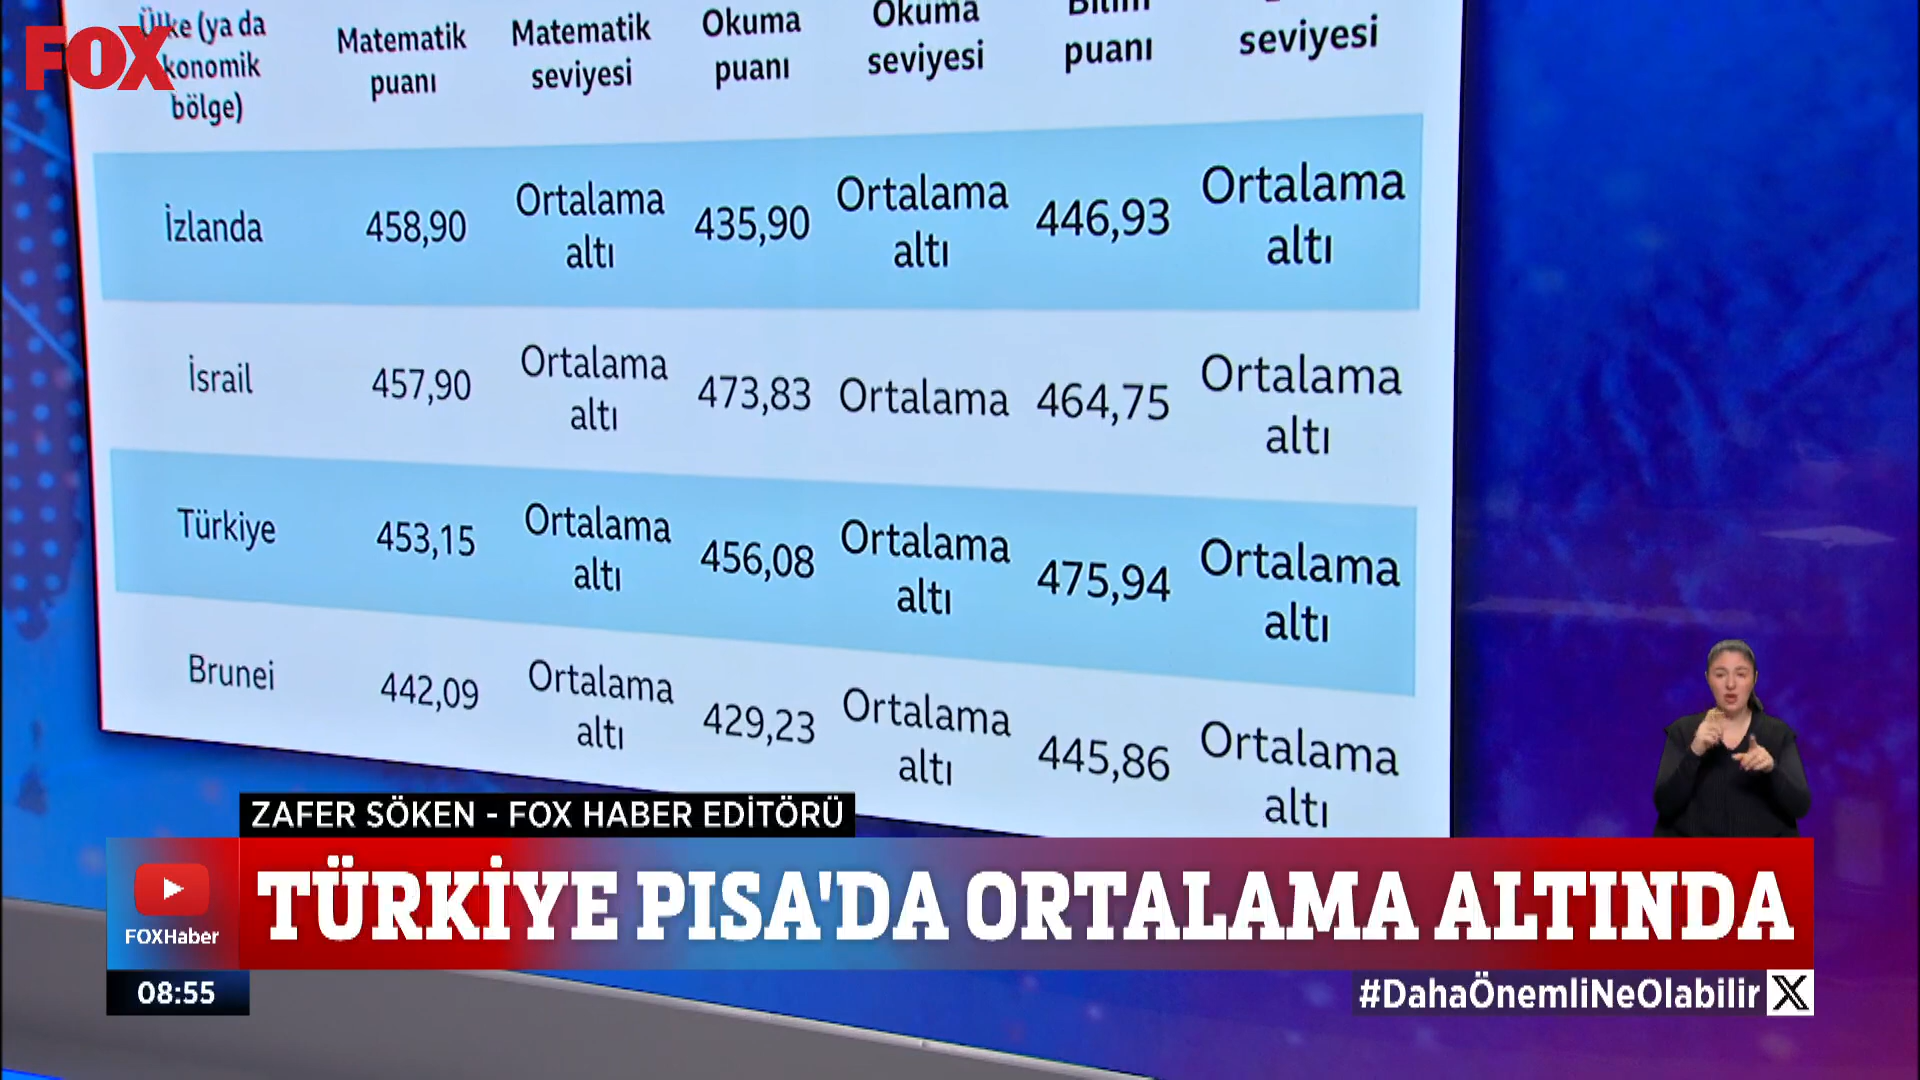 FOX
Ülke (ya da
konomik
bölge)
Matematik
puanı
Matematik
seviyesi
Okuma
puanı
Okuma
seviyesi
Bilim
puanı
seviyesi
İzlanda 458,90 Ortalama altı 435,90 Ortalama altı 446,93 Ortalama altı
İsrail 457,90 Ortalama altı 473,83 Ortalama 464,75 Ortalama altı
Türkiye 453,15 Ortalama altı 456,08 Ortalama altı 475,94 Ortalama altı
Brunei 442,09 Ortalama altı 429,23 Ortalama altı 445,86 Ortalama altı
ZAFER SÖKEN - FOX HABER EDİTÖRÜ
FOXHaber
TÜRKİYE PISA'DA ORTALAMA ALTINDA
08:55
#DahaÖnemliNeOlabilir X